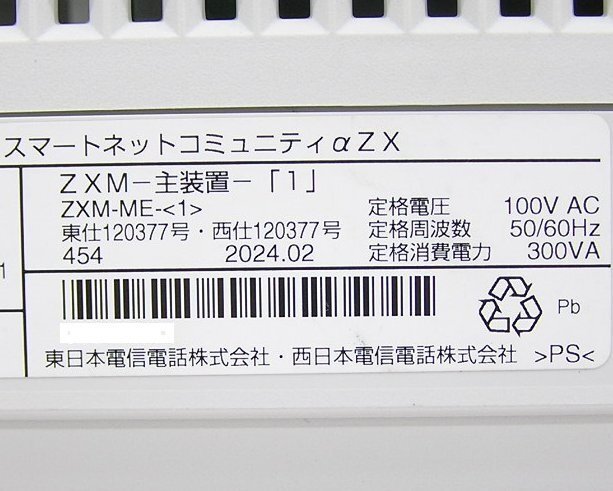 スマートネットコミュニティαZX
ZXM-主装置-「1」
ZXM-ME-<1>
定格電圧 100V AC
東仕120377号・西仕120377号
定格周波数 50/60Hz
454 2024.02
定格消費電力 300VA
1
Pb
東日本電信電話株式会社・西日本電信電話株式会社 >PS<